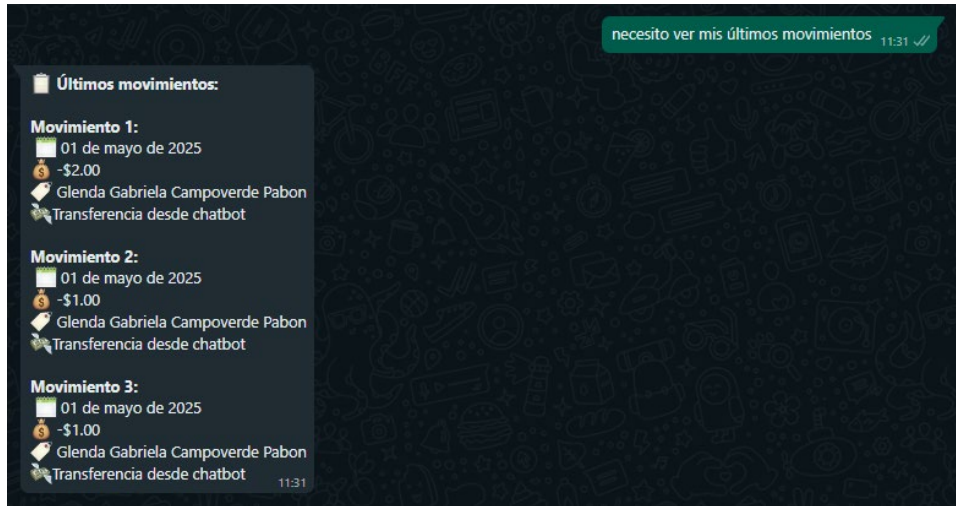 necesito ver mis últimos movimientos 11:31
📋 Últimos movimientos:
Movimiento 1:
01 de mayo de 2025
-$2.00
Glenda Gabriela Campoverde Pabon
Transferencia desde chatbot
Movimiento 2:
01 de mayo de 2025
-$1.00
Glenda Gabriela Campoverde Pabon
Transferencia desde chatbot
Movimiento 3:
01 de mayo de 2025
-$1.00
Glenda Gabriela Campoverde Pabon
Transferencia desde chatbot 11:31